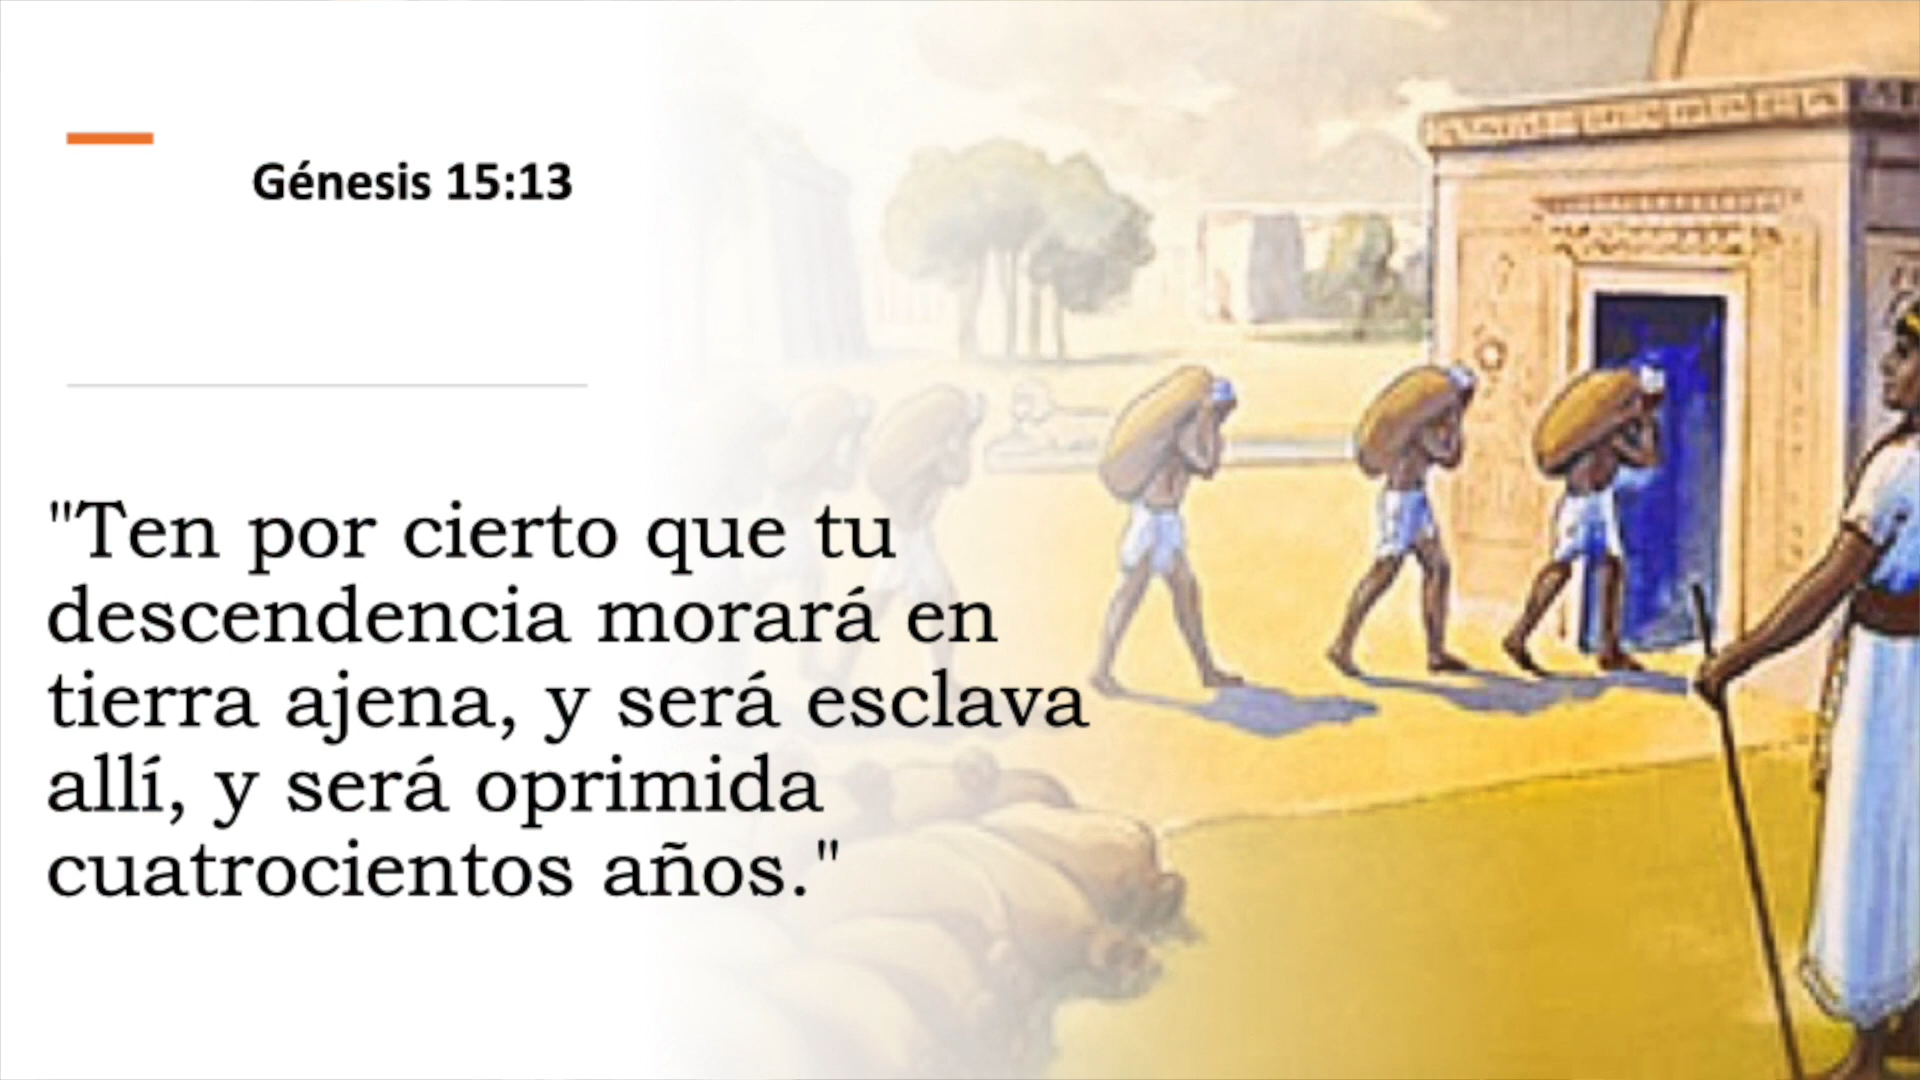 Génesis 15:13
"Ten por cierto que tu
descendencia morará en
tierra ajena, y será esclava
allí, y será oprimida
cuatrocientos años."